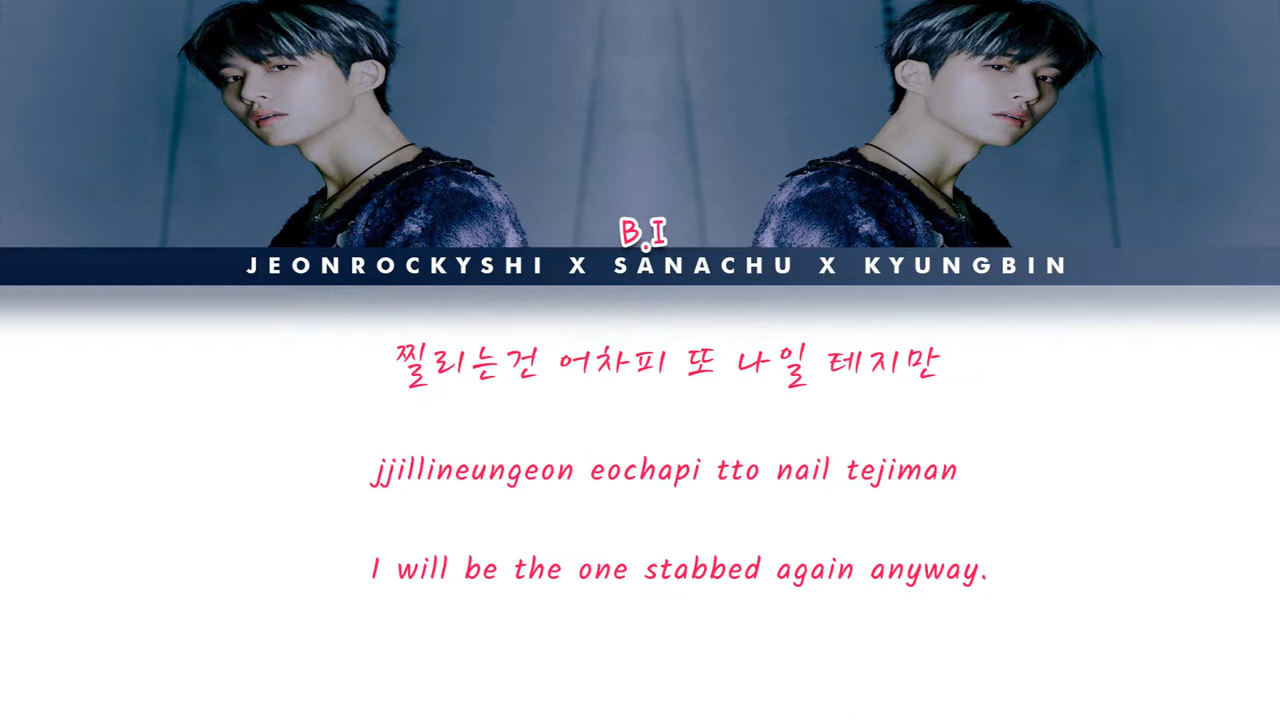 B.I
JEONROCKYSHI X SANACHU X KYUNGBIN
찔리는건 어차피 또 나일 테지만
jjillineungeon eochapi tto nail tejiman
I will be the one stabbed again anyway.